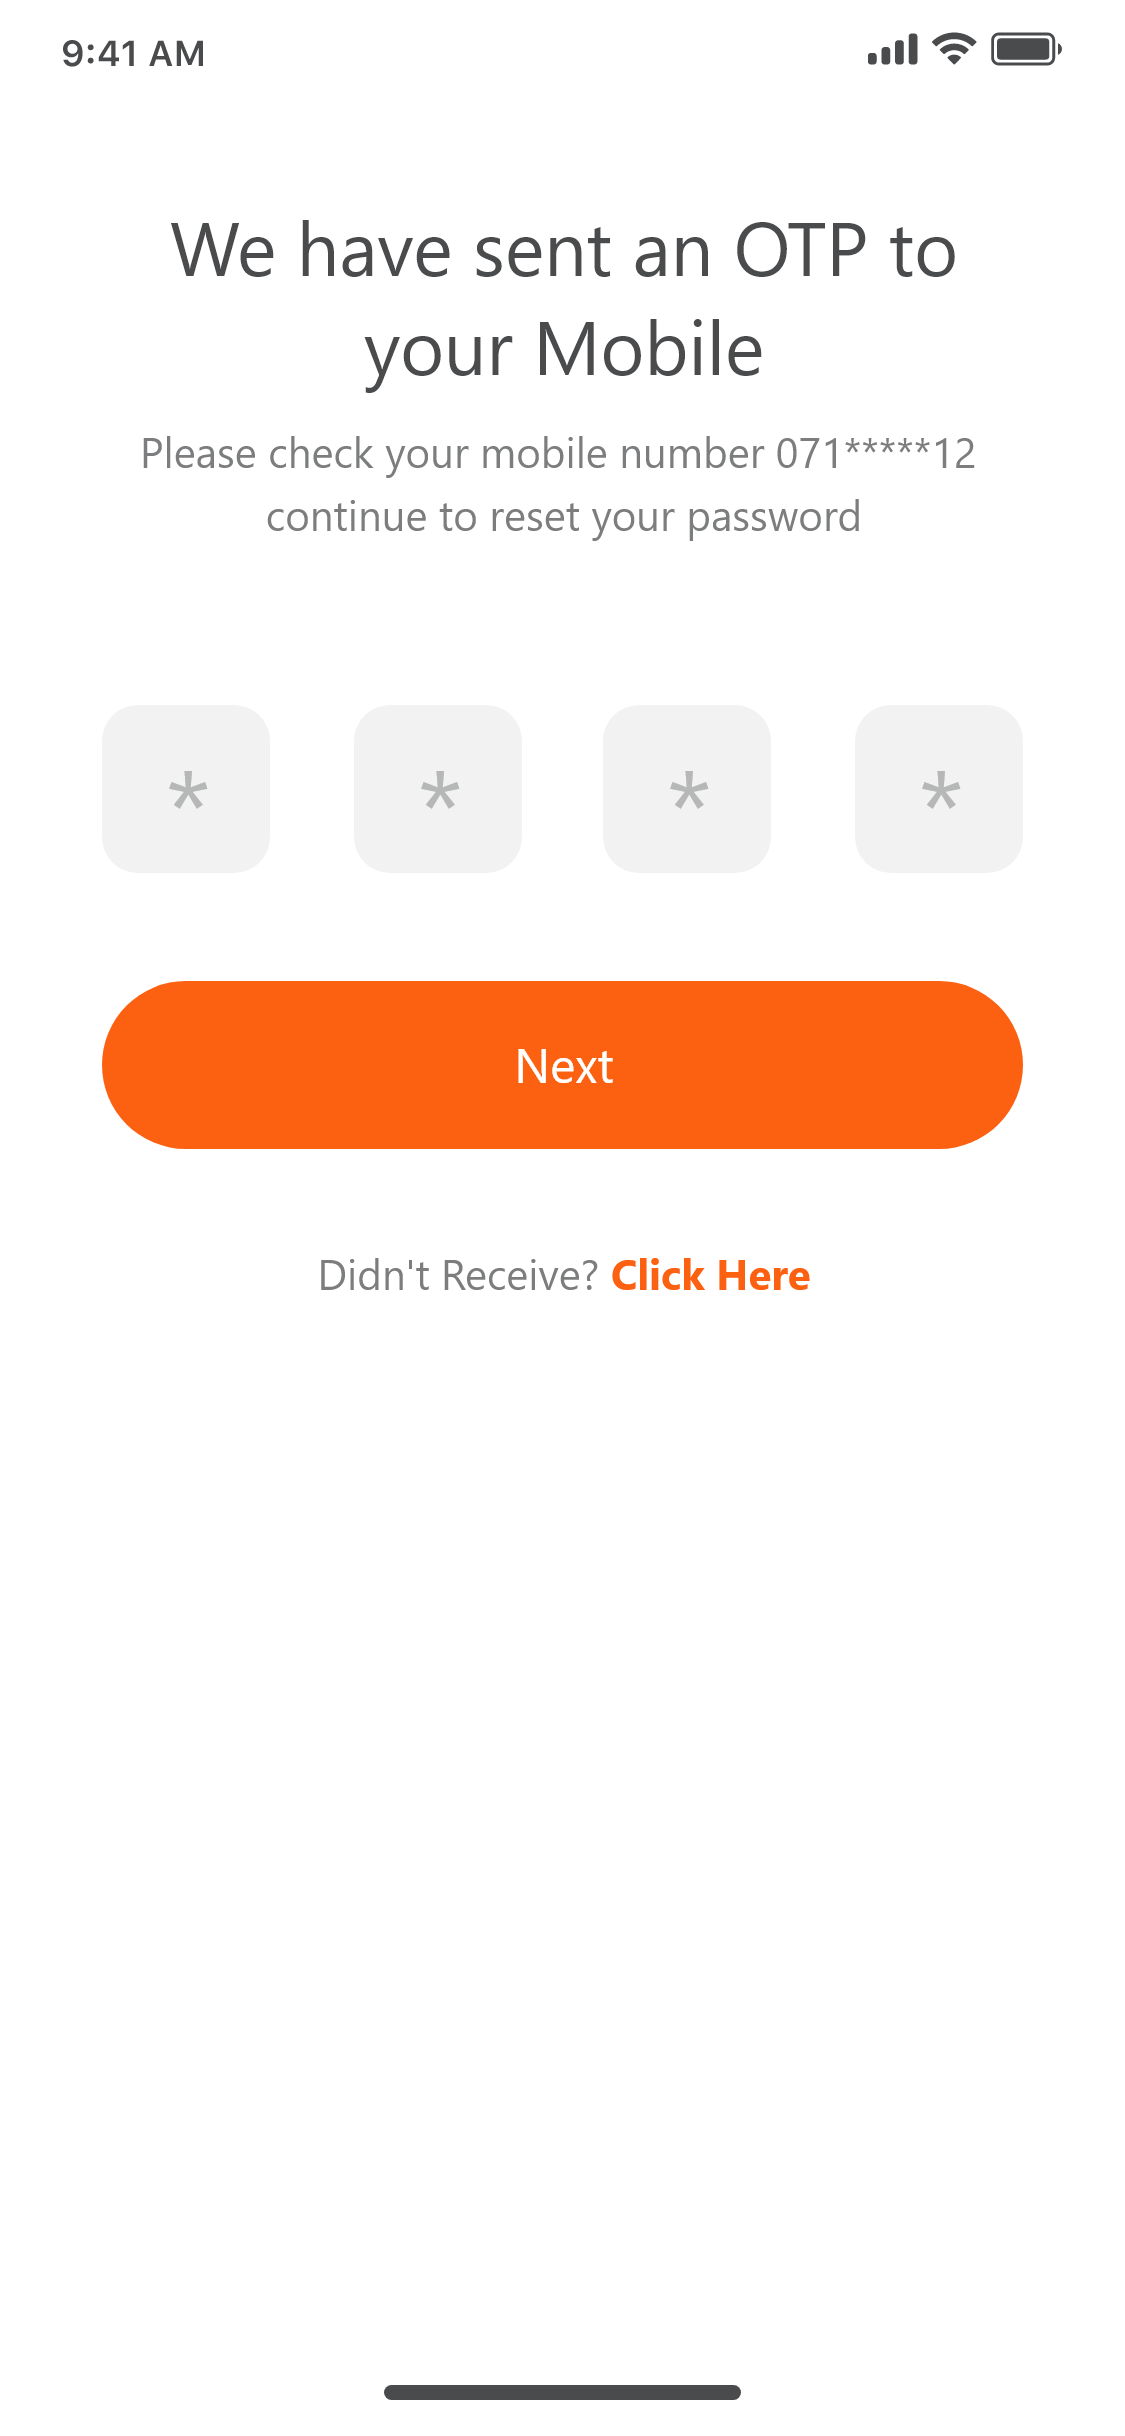 9:41 AM
We have sent an OTP to
your Mobile
Please check your mobile number 071*****12
continue to reset your password
* * * *
Next
Didn't Receive? Click Here